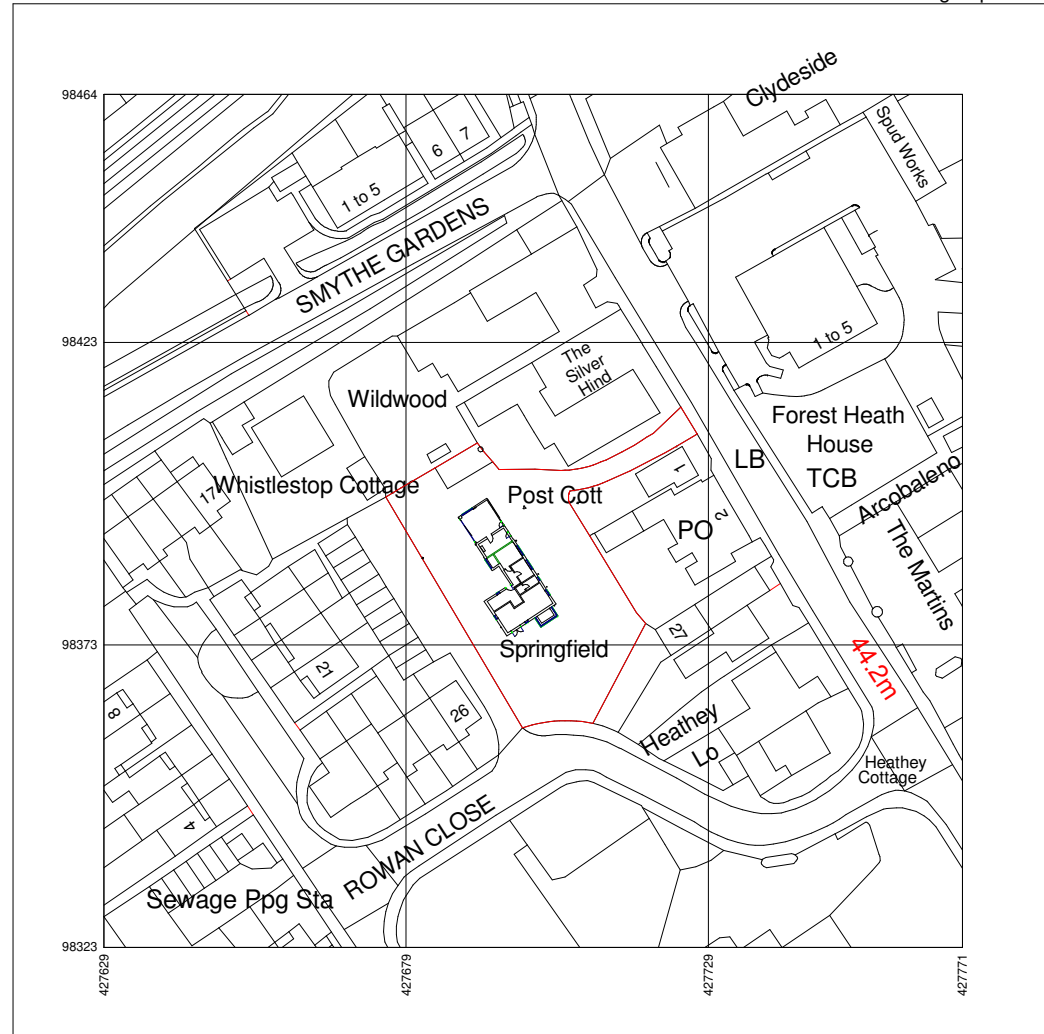 Clydeside
98464
Spud Works
7
6
1 to 5
SMYTHE GARDENS
98423
1 to 5
The
Silver
Hind
Wildwood
Forest Heath
House
LB
TCB
Arcobaleno
1
17
Whistlestop Cottage
Post Cott
PO
2
The Martins
27
98373
Springfield
44.2m
21
26
8
Heathey
Lo
Heathey
Cottage
4
ROWAN CLOSE
Sewage Ppg Sta
98323
427629
427679
427729
427771